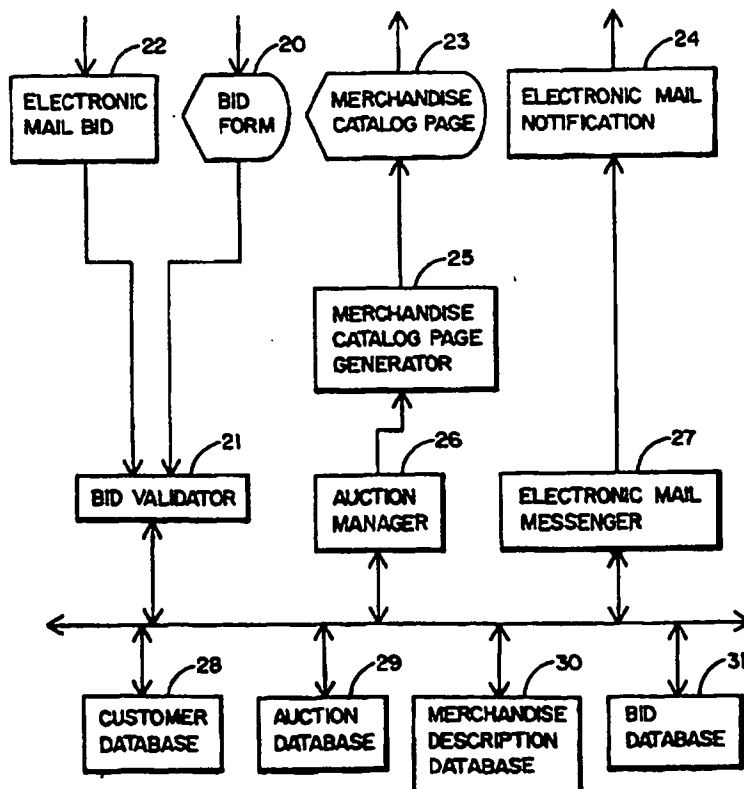 22
20
23
24
ELECTRONIC
MAIL BID
BID
FORM
MERCHANDISE
CATALOG PAGE
ELECTRONIC MAIL
NOTIFICATION
25
MERCHANDISE
CATALOG PAGE
GENERATOR
21
BID VALIDATOR
26
AUCTION
MANAGER
27
ELECTRONIC MAIL
MESSENGER
28
CUSTOMER
DATABASE
29
AUCTION
DATABASE
30
MERCHANDISE
DESCRIPTION
DATABASE
31
BID
DATABASE